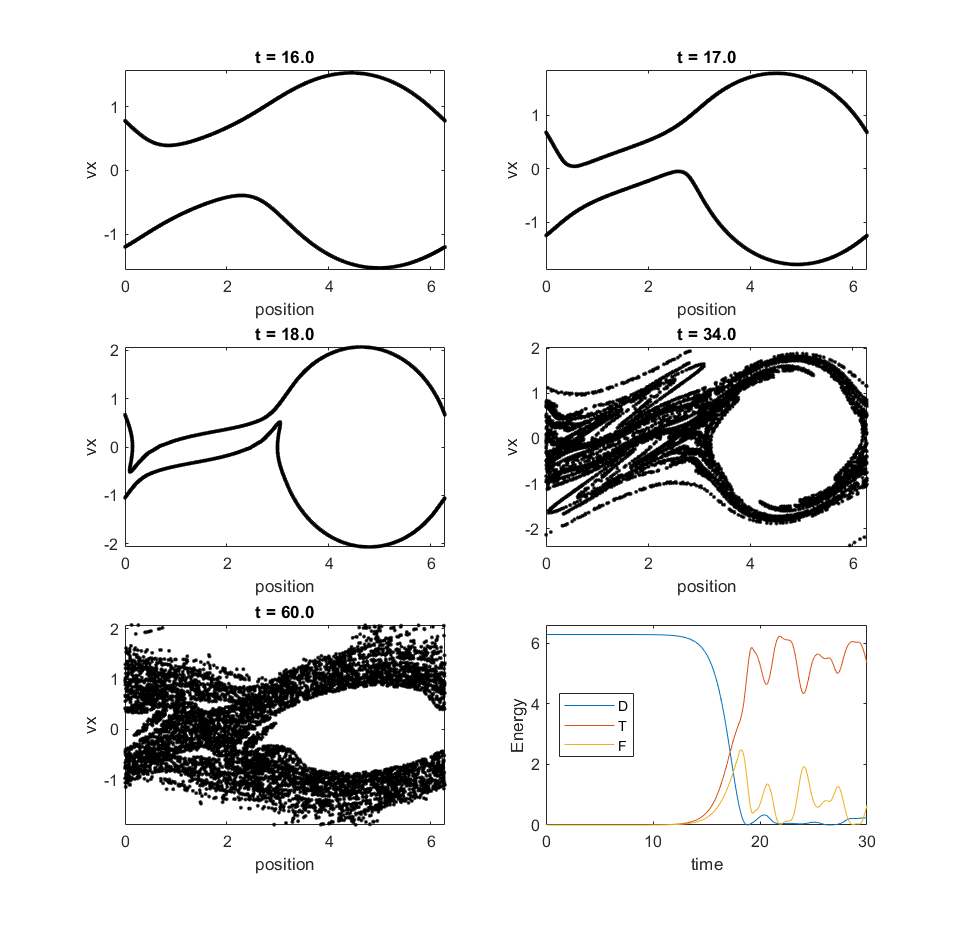 t = 16.0
1
0
-1
vx
0 2 4 6
position
t = 17.0
1
0
-1
vx
0 2 4 6
position
t = 18.0
2
1
0
-1
-2
vx
0 2 4 6
position
t = 34.0
2
1
0
-1
-2
vx
0 2 4 6
position
t = 60.0
2
1
0
-1
vx
0 2 4 6
position
6
4
2
0
Energy
D
T
F
0 10 20 30
time